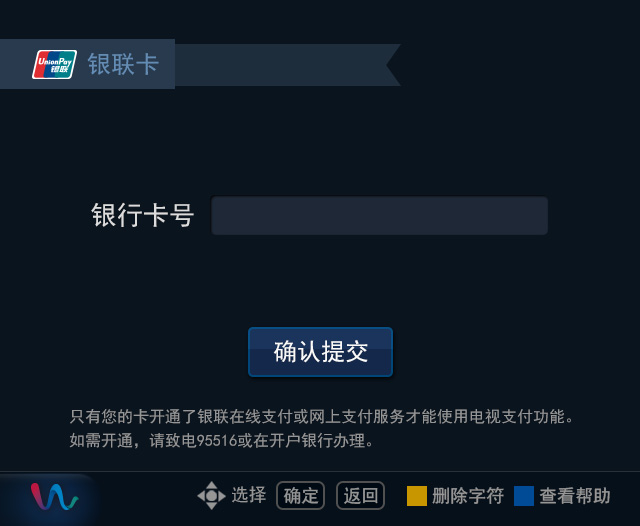 UnionPay
银联
银联卡
银行卡号
确认提交
只有您的卡开通了银联在线支付或网上支付服务才能使用电视支付功能。
如需开通，请致电95516或在开户银行办理。
选择 确定 返回 删除字符 查看帮助